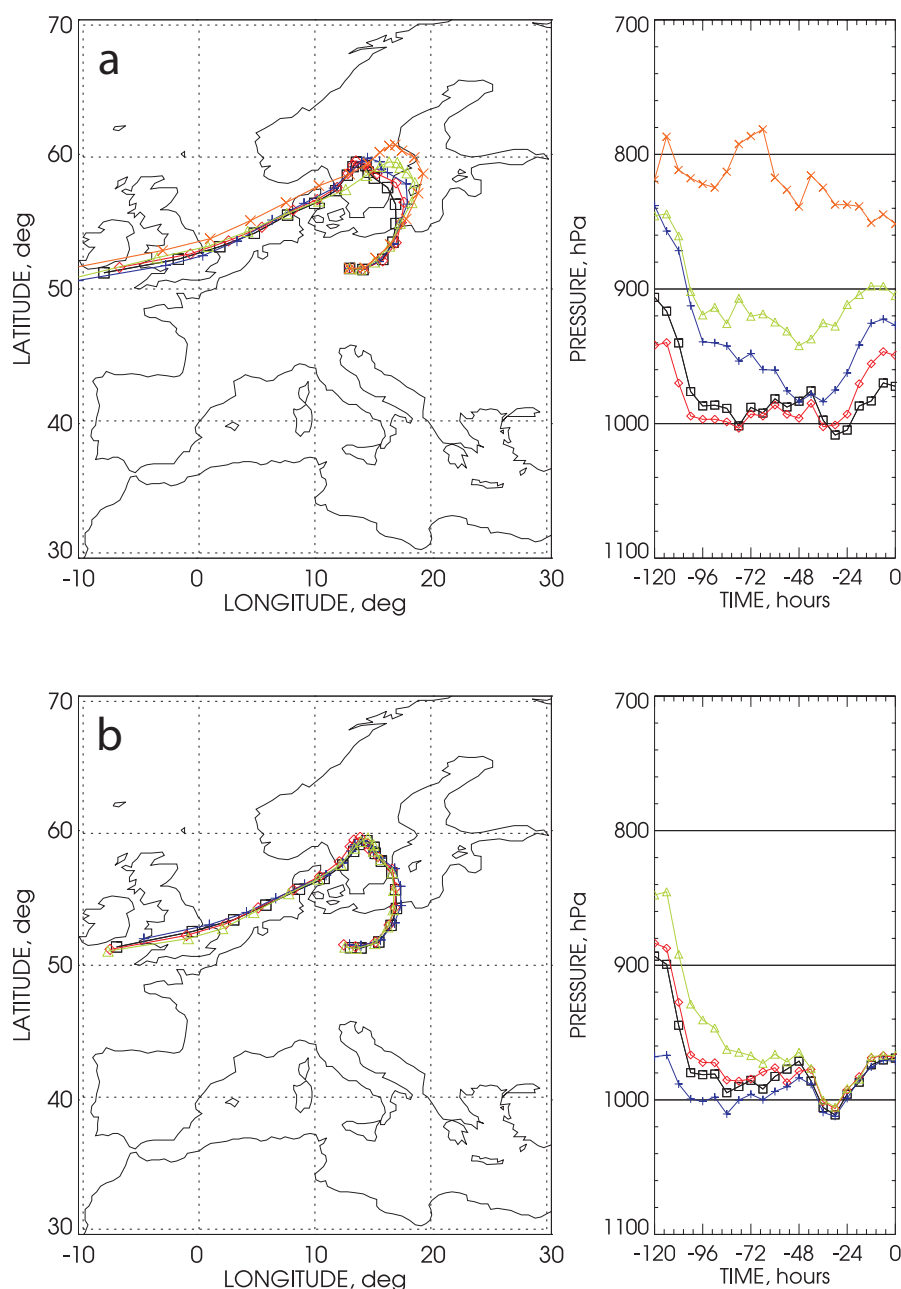 a
70
60
50
40
30
LATITUDE, deg
-10 0 10 20 30
LONGITUDE, deg
700
800
900
1000
1100
PRESSURE, hPa
-120 -96 -72 -48 -24 0
TIME, hours
b
70
60
50
40
30
LATITUDE, deg
-10 0 10 20 30
LONGITUDE, deg
700
800
900
1000
1100
PRESSURE, hPa
-120 -96 -72 -48 -24 0
TIME, hours